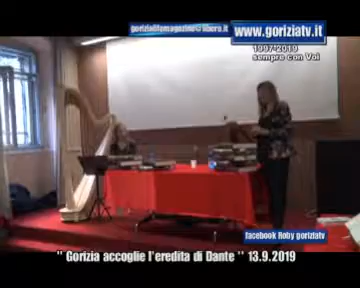 goriziatvmagazine@libero.it
www.goriziatv.it
1997-2019
sempre con Voi
facebook Roby goriziatv
" Gorizia accoglie l'eredita di Dante " 13.9.2019